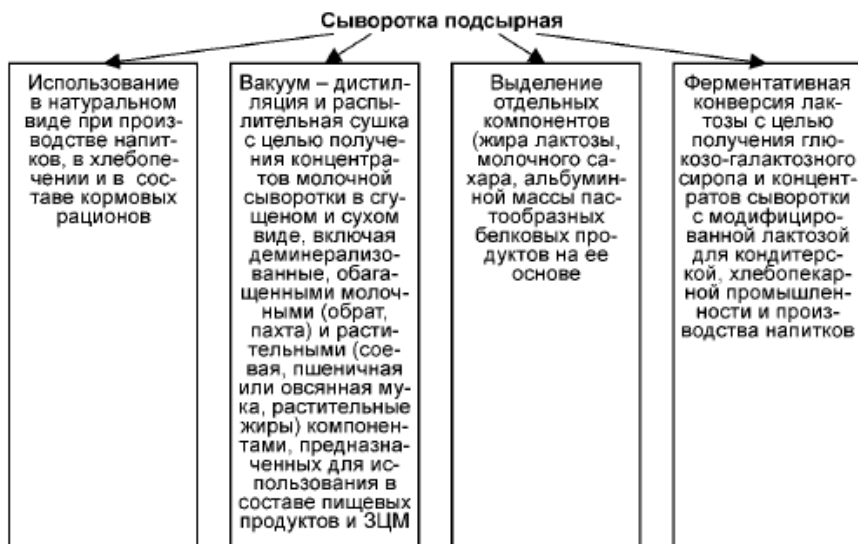 Сыворотка подсырная
Использование
в натуральном
виде при произ-
водстве напит-
ков, в хлебопе-
чении и в  сос-
таве кормовых
рационов
Вакуум – дистил-
ляция и распы-
лительная сушка
с целью получе-
ния концентра-
тов молочной
сыворотки в сгу-
щеном и сухом
виде, включая
деминерализо-
ванные, обага-
щенными молоч-
ными (обрат,
пахта) и расти-
тельными (сое-
вая, пшеничная
или овсянная му-
ка, растительные
жиры) компонен-
тами, предназна-
ченных для ис-
пользования в
составе пищевых
продуктов и ЗЦМ
Выделение
отдельных
компонентов
(жира лактозы,
молочного са-
хара, альбумин-
ной массы пас-
тообразных
белковых про-
дуктов на ее
основе
Ферментативная
конверсия лак-
тозы с целью
получения глю-
козо-галактозного
сиропа и концент-
ратов сыворотки
с модифициро-
ванной лактозой
для кондитерс-
кой, хлебопекар-
ной промышлен-
ности и произ-
водства напитков